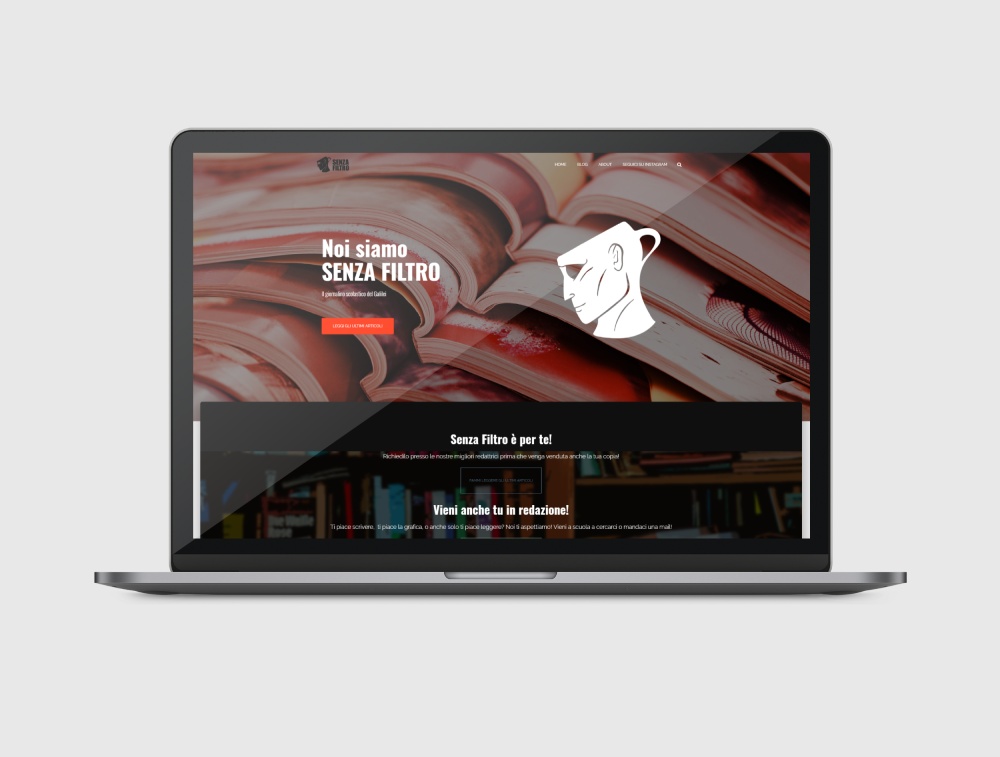 SENZA
FILTRO
HOME BLOG ABOUT SEGUICI SU INSTAGRAM
Noi siamo
SENZA FILTRO
Il giornalino scolastico del Galilei
LEGGI GLI ULTIMI ARTICOLI
Senza Filtro è per te!
Richiedilo presso le nostre migliori redattrici prima che venga venduta anche la tua copia!
Vieni anche tu in redazione!
Ti piace scrivere, ti piace la grafica, o anche solo ti piace leggere? Noi ti aspettiamo! Vieni a scuola a cercarci o mandaci una mail!